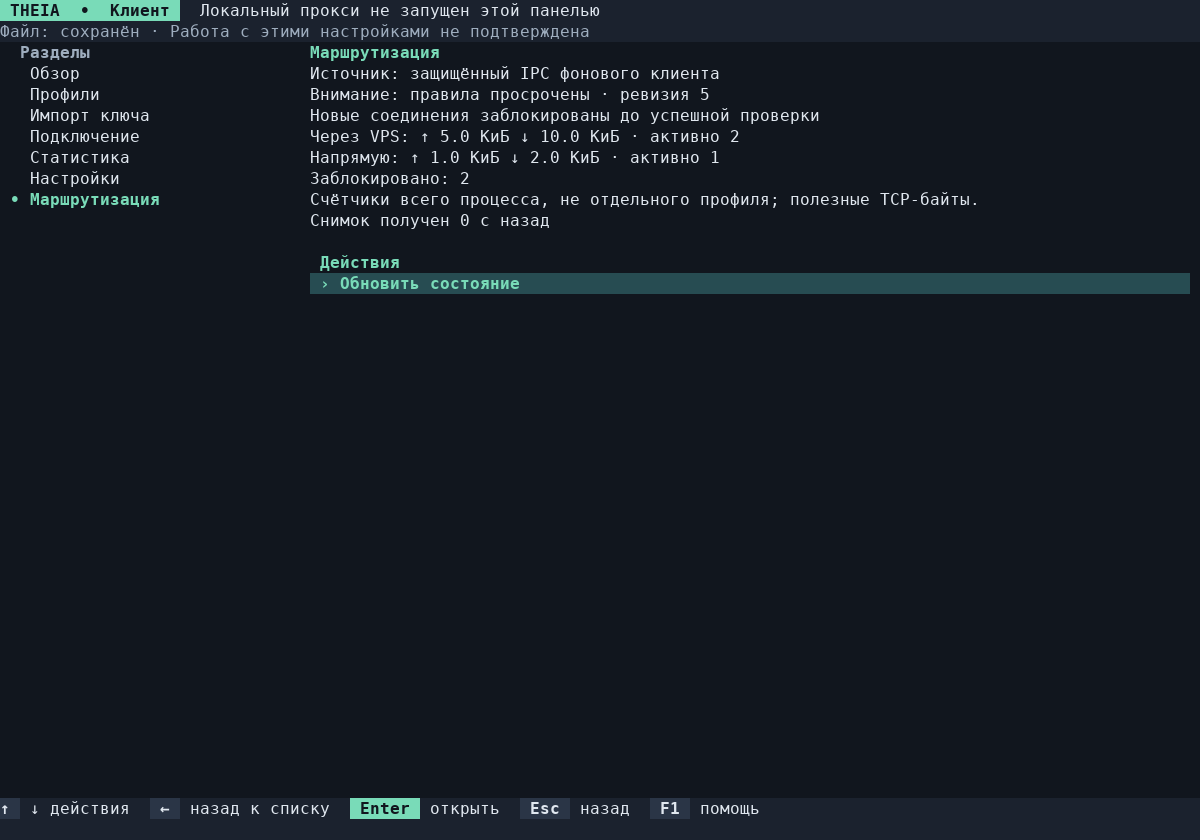 THEIA • Клиент Локальный прокси не запущен этой панелью
Файл: сохранён · Работа с этими настройками не подтверждена
Разделы
Обзор
Профили
Импорт ключа
Подключение
Статистика
Настройки
• Маршрутизация
Маршрутизация
Источник: защищённый IPC фонового клиента
Внимание: правила просрочены · ревизия 5
Новые соединения заблокированы до успешной проверки
Через VPS: ↑ 5.0 КиБ ↓ 10.0 КиБ · активно 2
Напрямую: ↑ 1.0 КиБ ↓ 2.0 КиБ · активно 1
Заблокировано: 2
Счётчики всего процесса, не отдельного профиля; полезные TCP-байты.
Снимок получен 0 с назад
Действия
› Обновить состояние
↑ ↓ действия ← назад к списку Enter открыть Esc назад F1 помощь